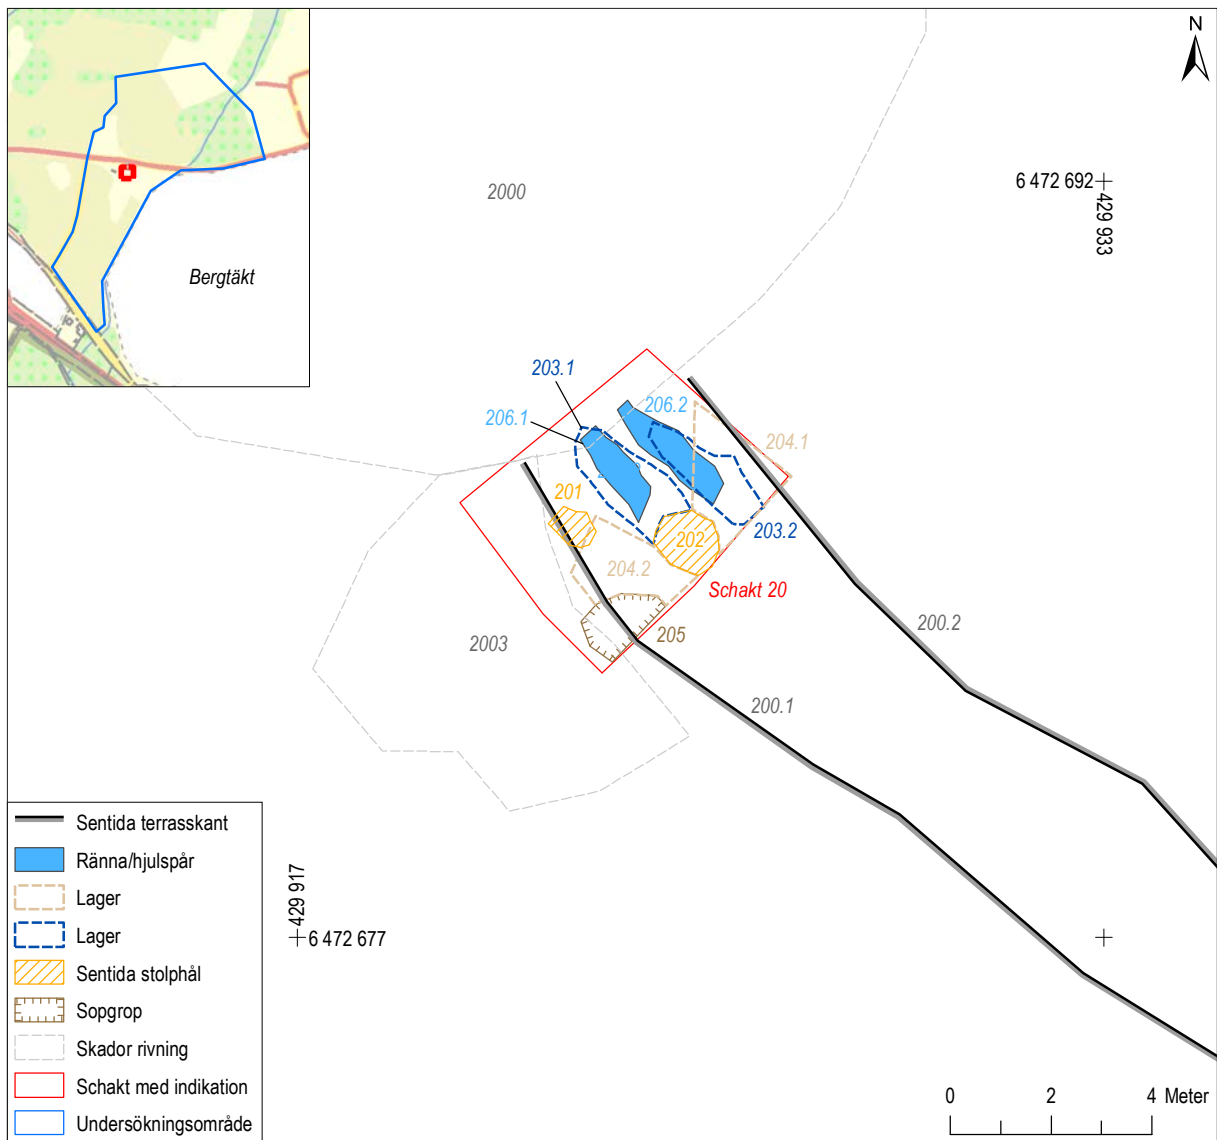 N
Bergtäkt
2000
6 472 692
429 933
203.1
206.1
206.2
204.1
201
202
203.2
204.2
Schakt 20
205
2003
200.2
200.1
Sentida terrasskant
Ränna/hjulspår
Lager
Lager
Sentida stolphål
Sopgrop
Skador rivning
Schakt med indikation
Undersökningsområde
429 917
6 472 677
0 2 4 Meter